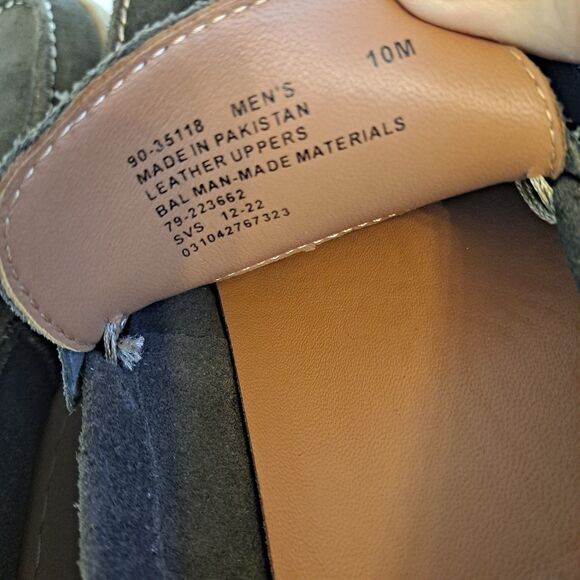 10M
90-35118 MEN'S
MADE IN PAKISTAN
LEATHER UPPERS
BAL MAN-MADE MATERIALS
79-223662
SVS 12-22
031042767323